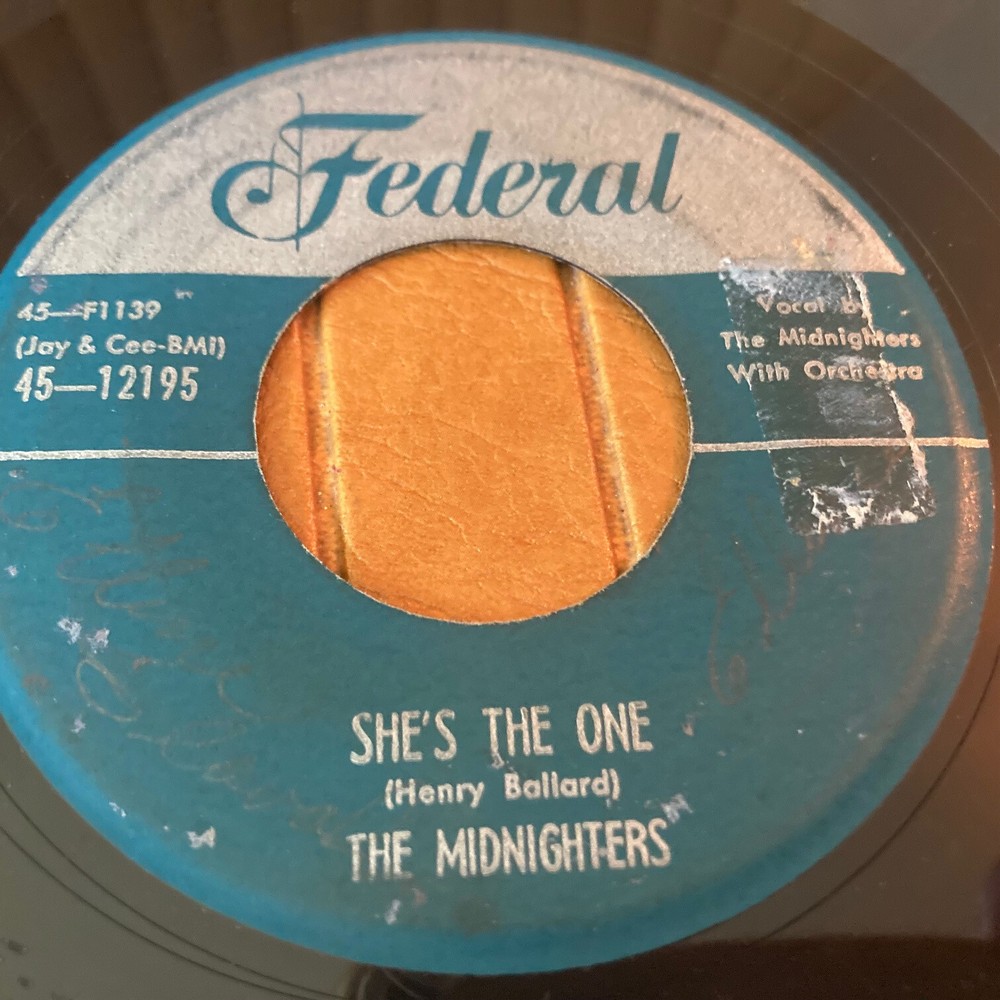 Federal
45—F1139
(Jay & Cee-BMI)
45—12195
Vocal by
The Midnighters
With Orchestra
SHE'S THE ONE
(Henry Ballard)
THE MIDNIGHTERS